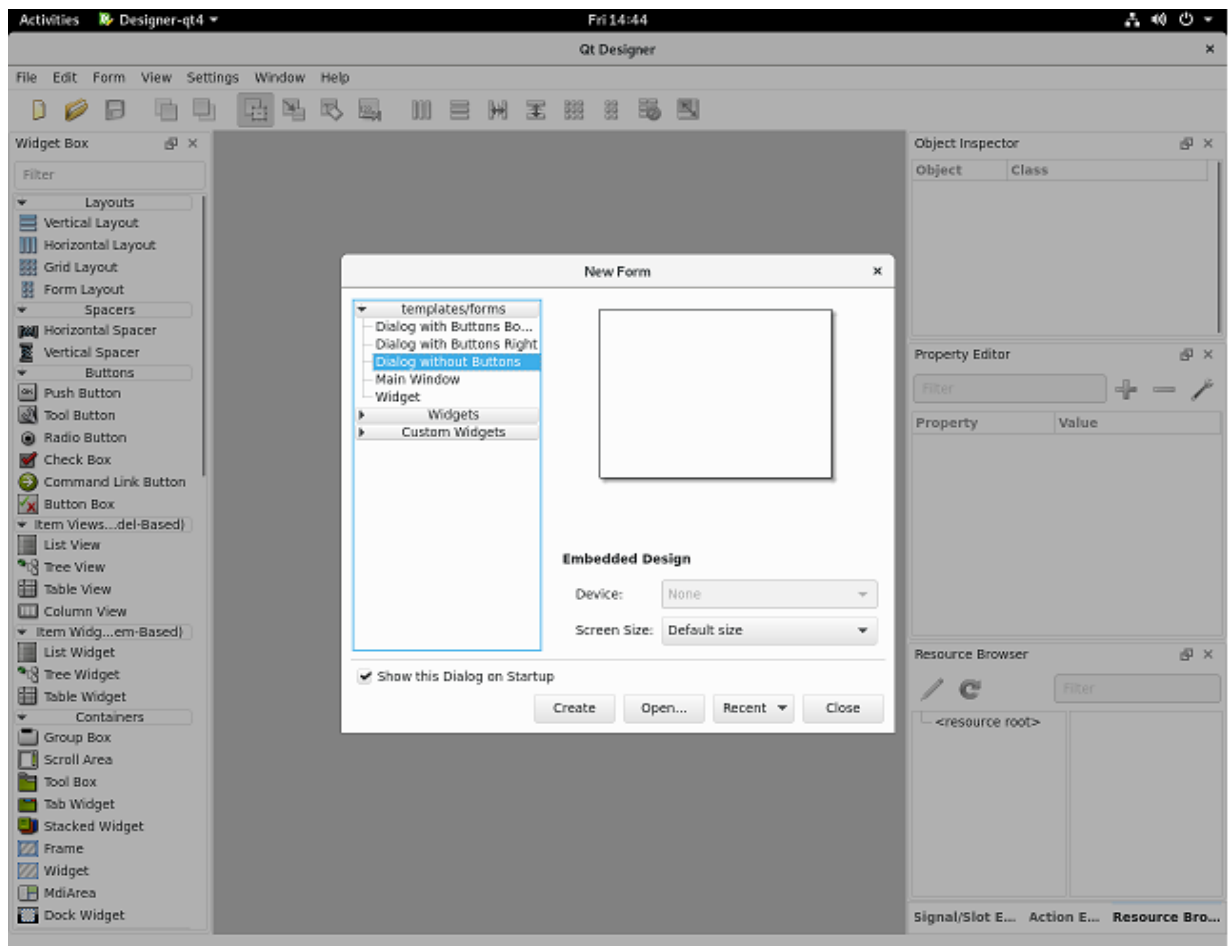 Activities Designer-qt4 Fri 14:44
Qt Designer
File Edit Form View Settings Window Help
Widget Box
Filter
Layouts
Vertical Layout
Horizontal Layout
Grid Layout
Form Layout
Spacers
Horizontal Spacer
Vertical Spacer
Buttons
OK
Push Button
Tool Button
Radio Button
Check Box
Command Link Button
Button Box
Item Views...del-Based)
List View
Tree View
Table View
Column View
Item Widg...em-Based)
List Widget
Tree Widget
Table Widget
Containers
Group Box
Scroll Area
Tool Box
Tab Widget
Stacked Widget
Frame
Widget
MdiArea
Dock Widget
New Form
templates/forms
Dialog with Buttons Bo...
Dialog with Buttons Right
Dialog without Buttons
Main Window
Widget
Widgets
Custom Widgets
Embedded Design
Device: None
Screen Size: Default size
Show this Dialog on Startup
Create Open... Recent Close
Object Inspector
Object Class
Property Editor
Filter
Property Value
Resource Browser
Filter
<resource root>
Signal/Slot E... Action E... Resource Bro...